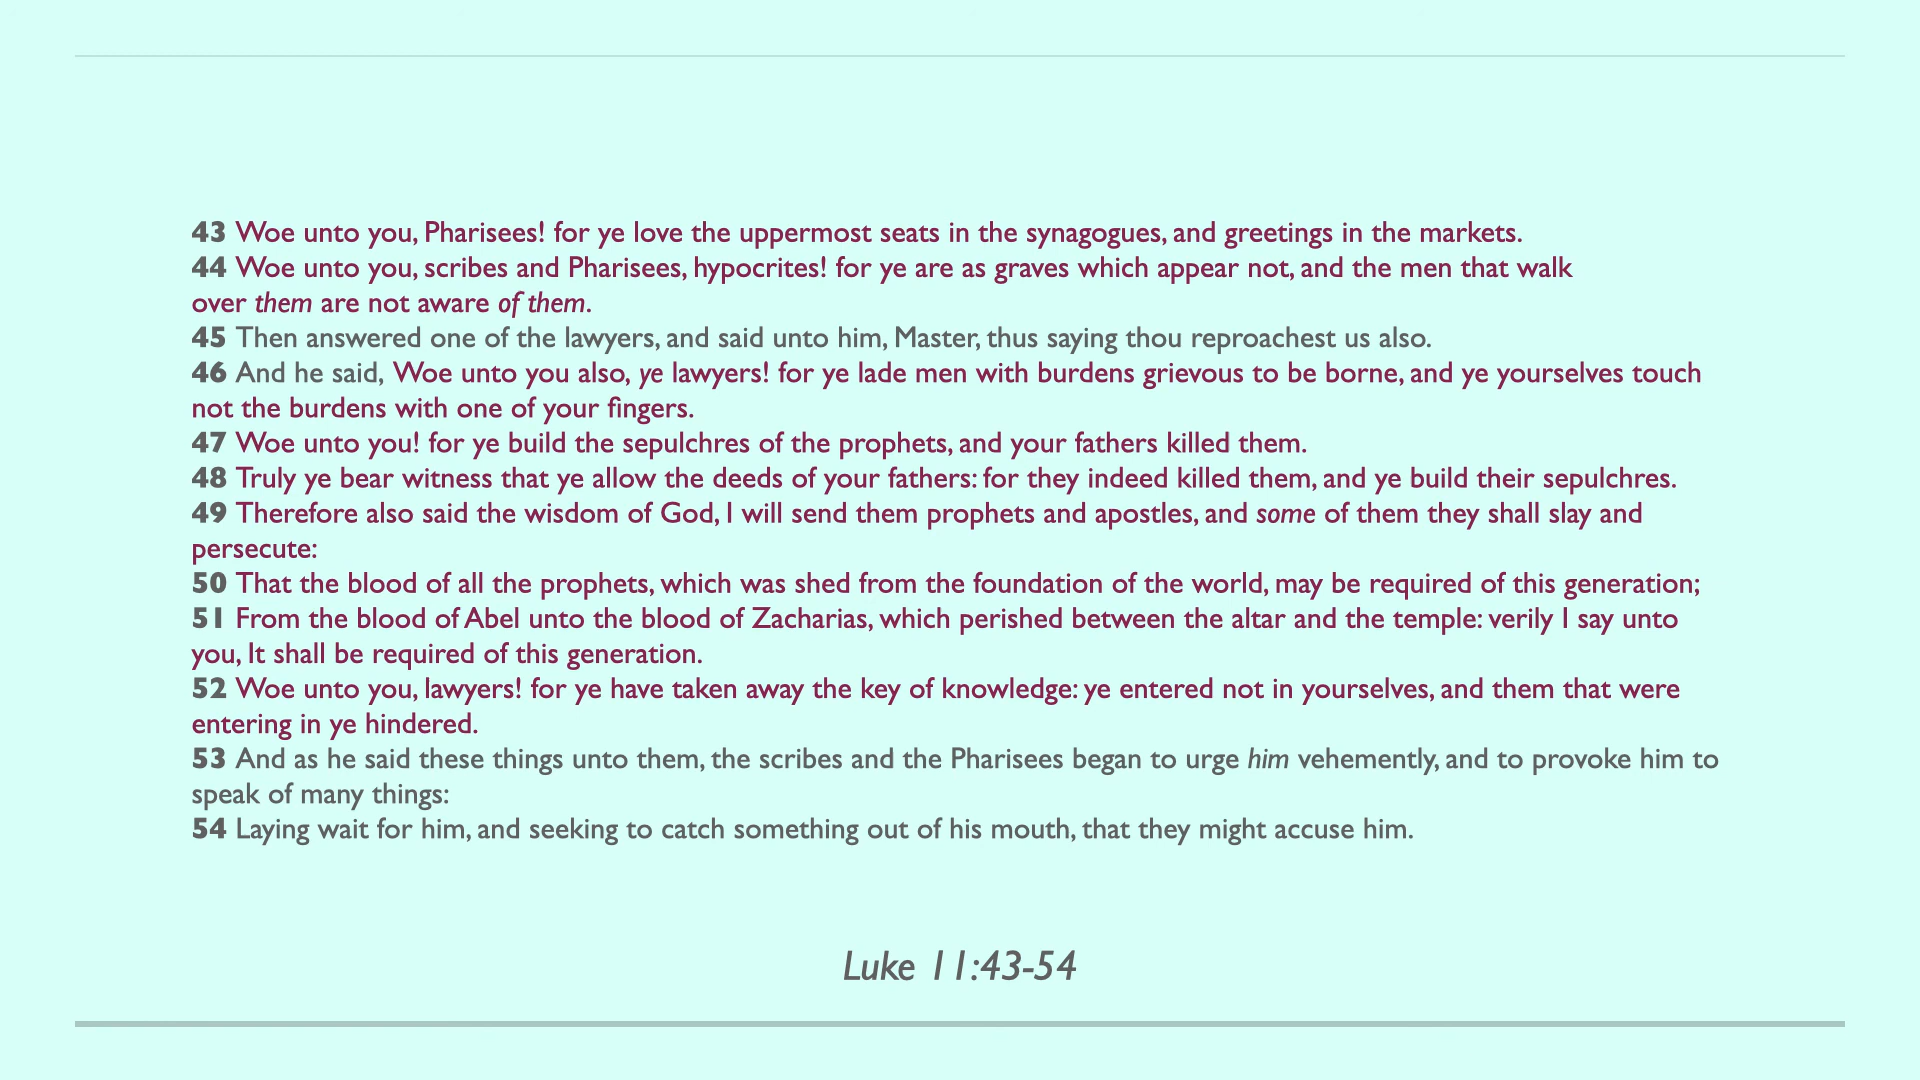 43 Woe unto you, Pharisees! for ye love the uppermost seats in the synagogues, and greetings in the markets.
44 Woe unto you, scribes and Pharisees, hypocrites! for ye are as graves which appear not, and the men that walk
over them are not aware of them.
45 Then answered one of the lawyers, and said unto him, Master, thus saying thou reproachest us also.
46 And he said, Woe unto you also, ye lawyers! for ye lade men with burdens grievous to be borne, and ye yourselves touch
not the burdens with one of your fingers.
47 Woe unto you! for ye build the sepulchres of the prophets, and your fathers killed them.
48 Truly ye bear witness that ye allow the deeds of your fathers: for they indeed killed them, and ye build their sepulchres.
49 Therefore also said the wisdom of God, I will send them prophets and apostles, and some of them they shall slay and
persecute:
50 That the blood of all the prophets, which was shed from the foundation of the world, may be required of this generation;
51 From the blood of Abel unto the blood of Zacharias, which perished between the altar and the temple: verily I say unto
you, It shall be required of this generation.
52 Woe unto you, lawyers! for ye have taken away the key of knowledge: ye entered not in yourselves, and them that were
entering in ye hindered.
53 And as he said these things unto them, the scribes and the Pharisees began to urge him vehemently, and to provoke him to
speak of many things:
54 Laying wait for him, and seeking to catch something out of his mouth, that they might accuse him.
Luke 11:43-54